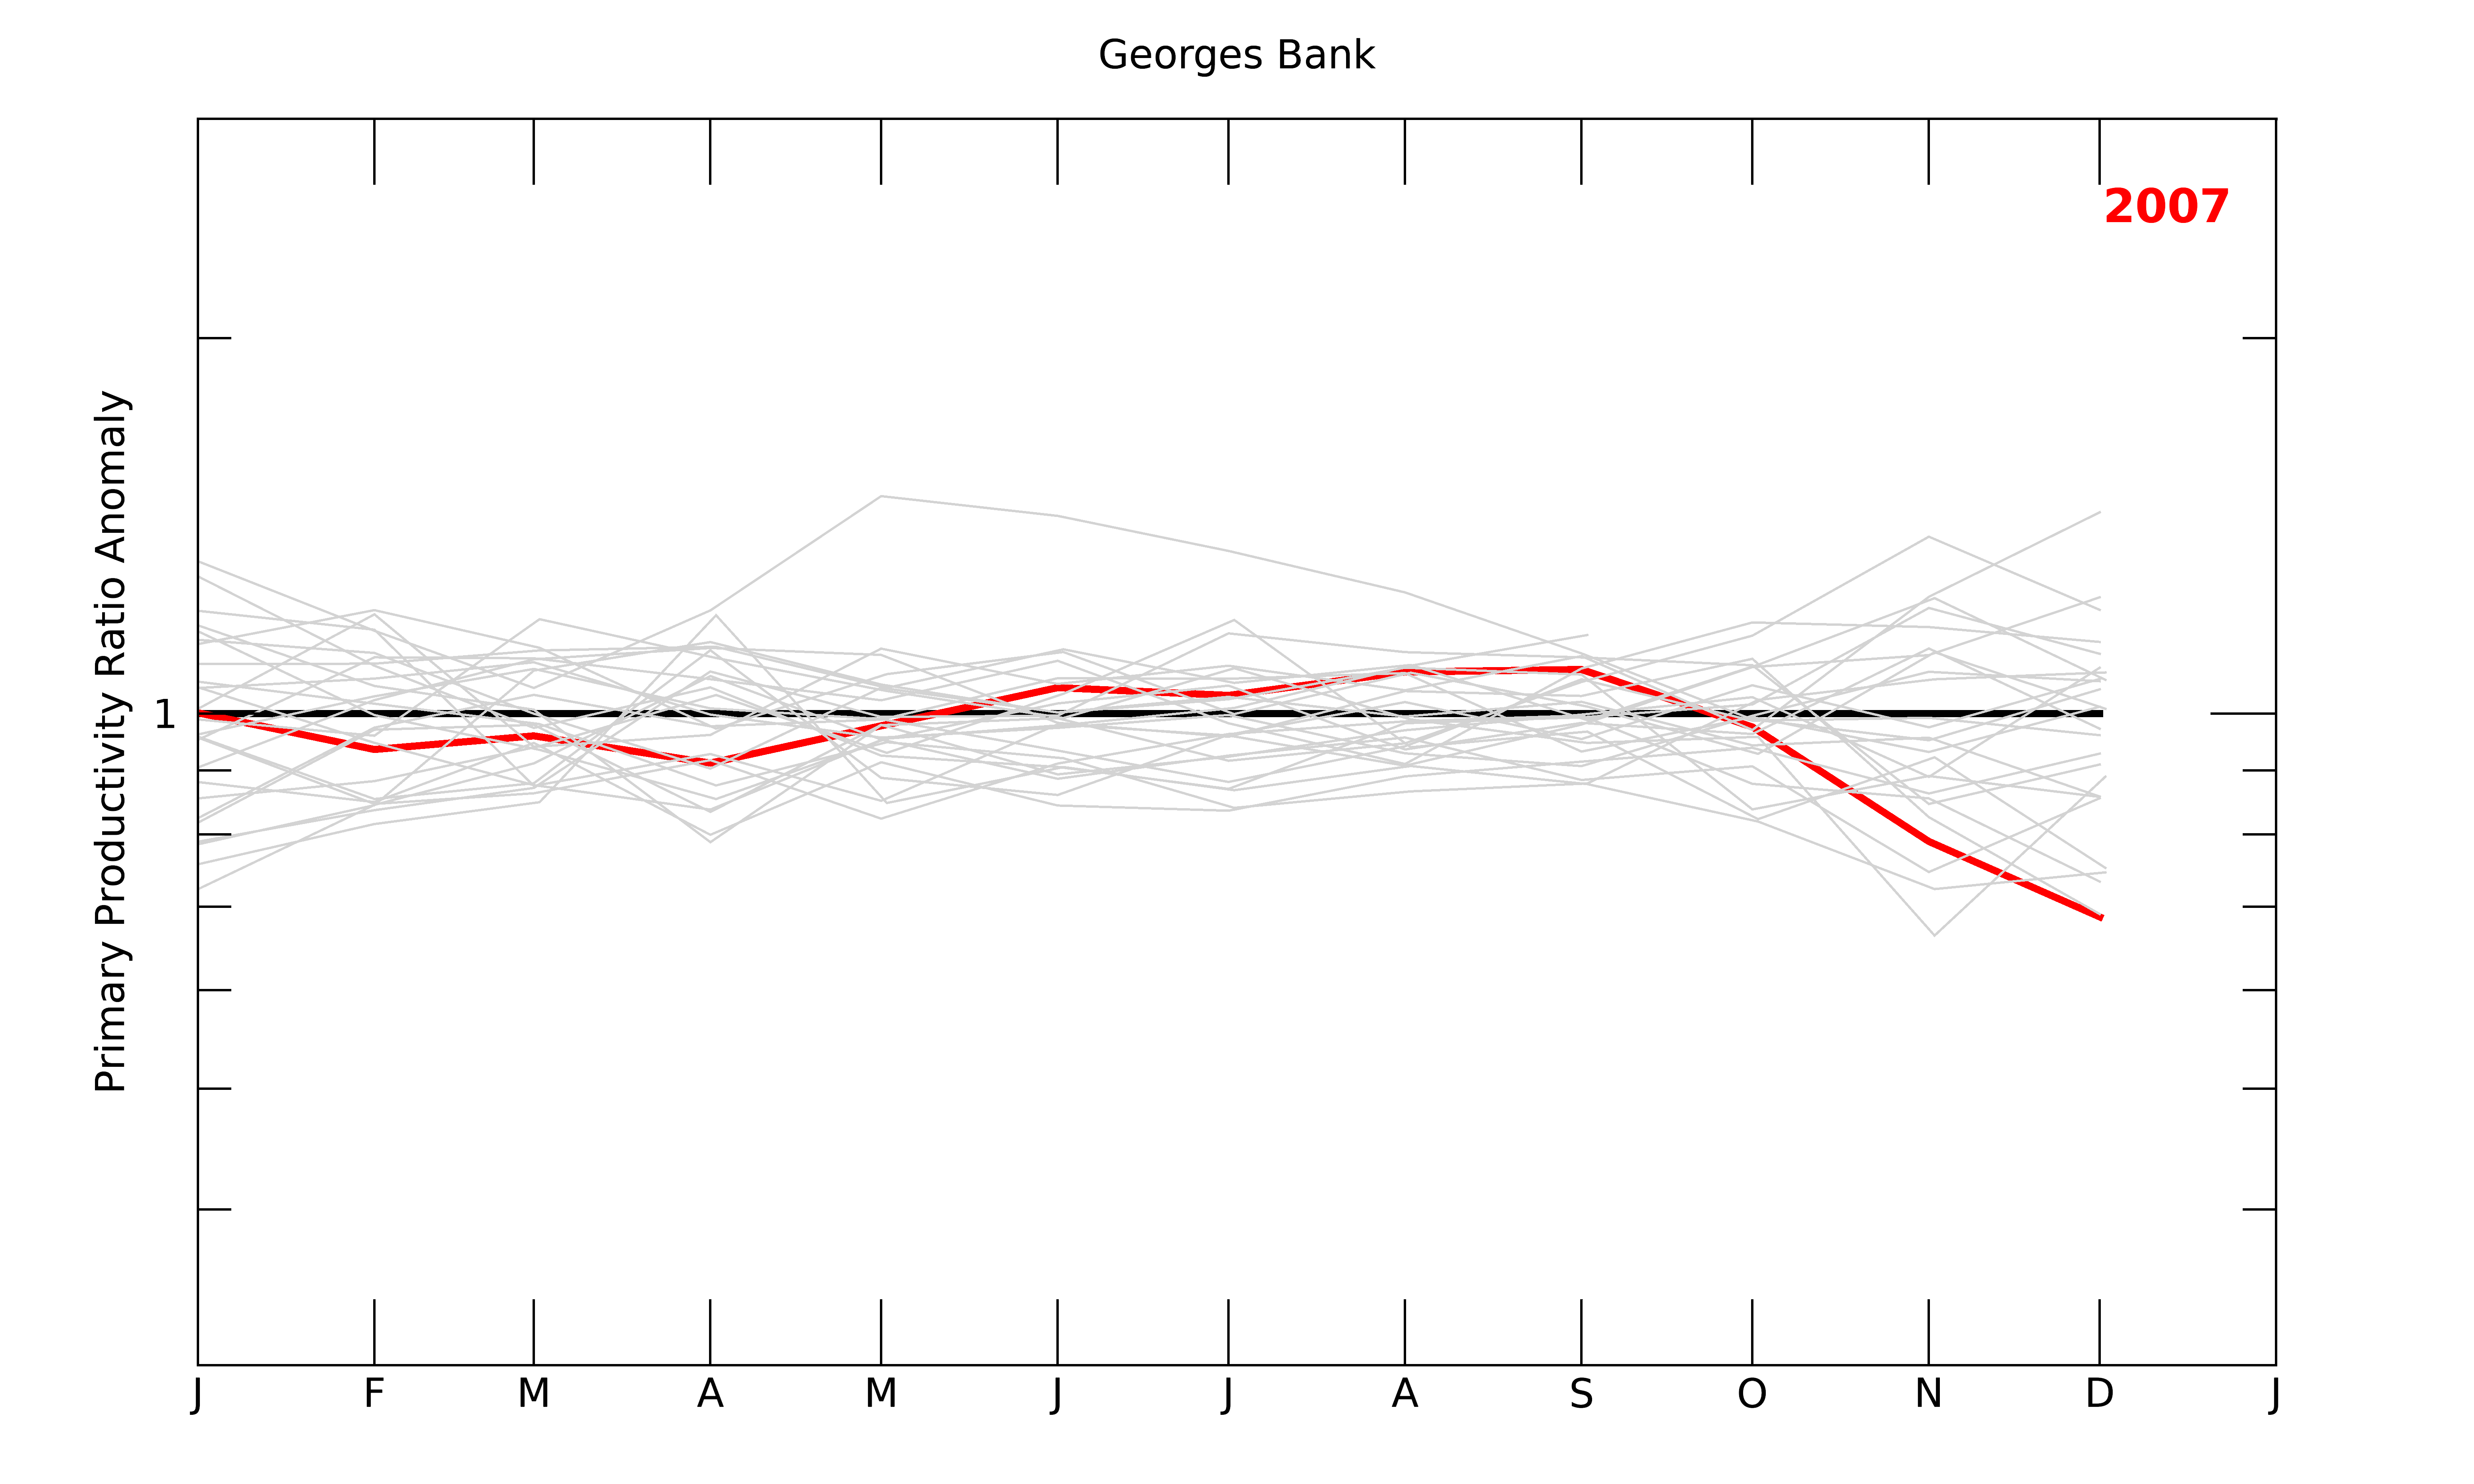 Georges Bank
2007
Primary Productivity Ratio Anomaly
1
J F M A M J J A S O N D J